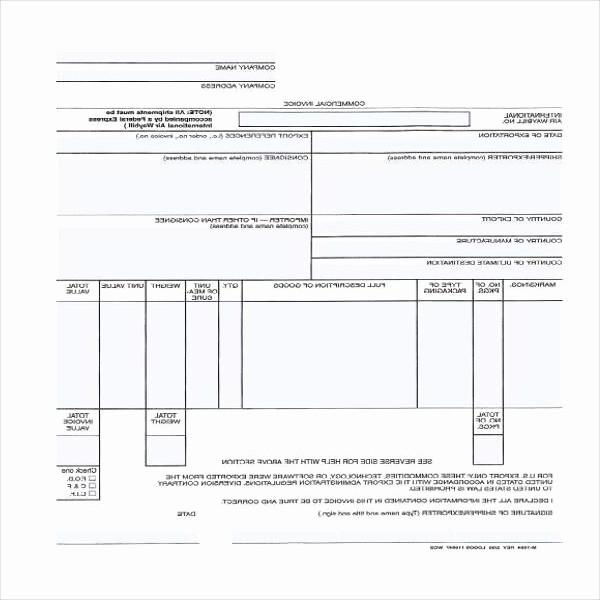 COMPANY NAME
COMPANY ADDRESS
COMMERCIAL INVOICE
INTERNATIONAL
AIR WAYBILL NO.
(NOTE: All shipments must be
accompanied by a Federal Express
International Air Waybill)
DATE OF EXPORTATION
EXPORT REFERENCES (i.e., order no., invoice no.)
SHIPPER/EXPORTER (complete name and address)
CONSIGNEE (complete name and address)
COUNTRY OF EXPORT
IMPORTER — IF OTHER THAN CONSIGNEE
(complete name and address)
COUNTRY OF MANUFACTURE
COUNTRY OF ULTIMATE DESTINATION
MARKS/NOS.
NO. OF
PKGS.
TYPE OF
PACKAGING
FULL DESCRIPTION OF GOODS
QTY.
UNIT
OF MEA-
SURE
WEIGHT
UNIT VALUE
TOTAL
VALUE
TOTAL
NO. OF
PKGS.
TOTAL
WEIGHT
TOTAL
INVOICE
VALUE
SEE REVERSE SIDE FOR HELP WITH THE ABOVE SECTION
Check one
F.O.B.
C & F
C.I.F.
FOR U.S. EXPORT ONLY: THESE COMMODITIES, TECHNOLOGY, OR SOFTWARE WERE EXPORTED FROM THE
UNITED STATES IN ACCORDANCE WITH THE EXPORT ADMINISTRATION REGULATIONS. DIVERSION CONTRARY
TO UNITED STATES LAW IS PROHIBITED.
I DECLARE ALL THE INFORMATION CONTAINED IN THIS INVOICE TO BE TRUE AND CORRECT.
SIGNATURE OF SHIPPER/EXPORTER (Type name and title and sign)
DATE